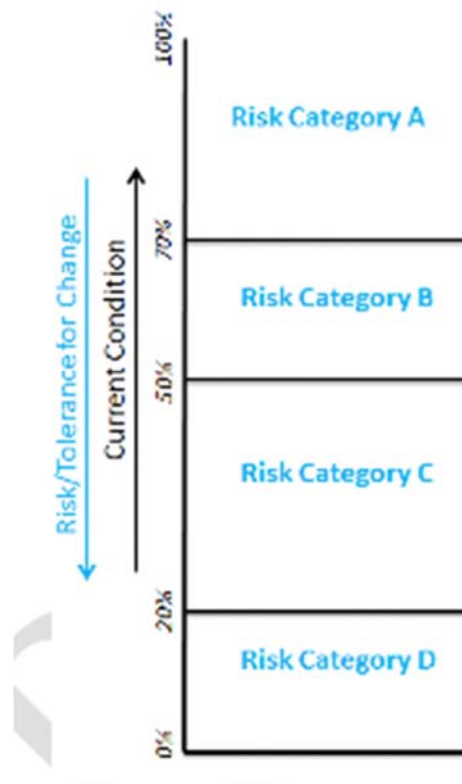 100%
Risk Category A
70%
Risk Category B
50%
Risk Category C
20%
Risk Category D
0%
Risk/Tolerance for Change
Current Condition